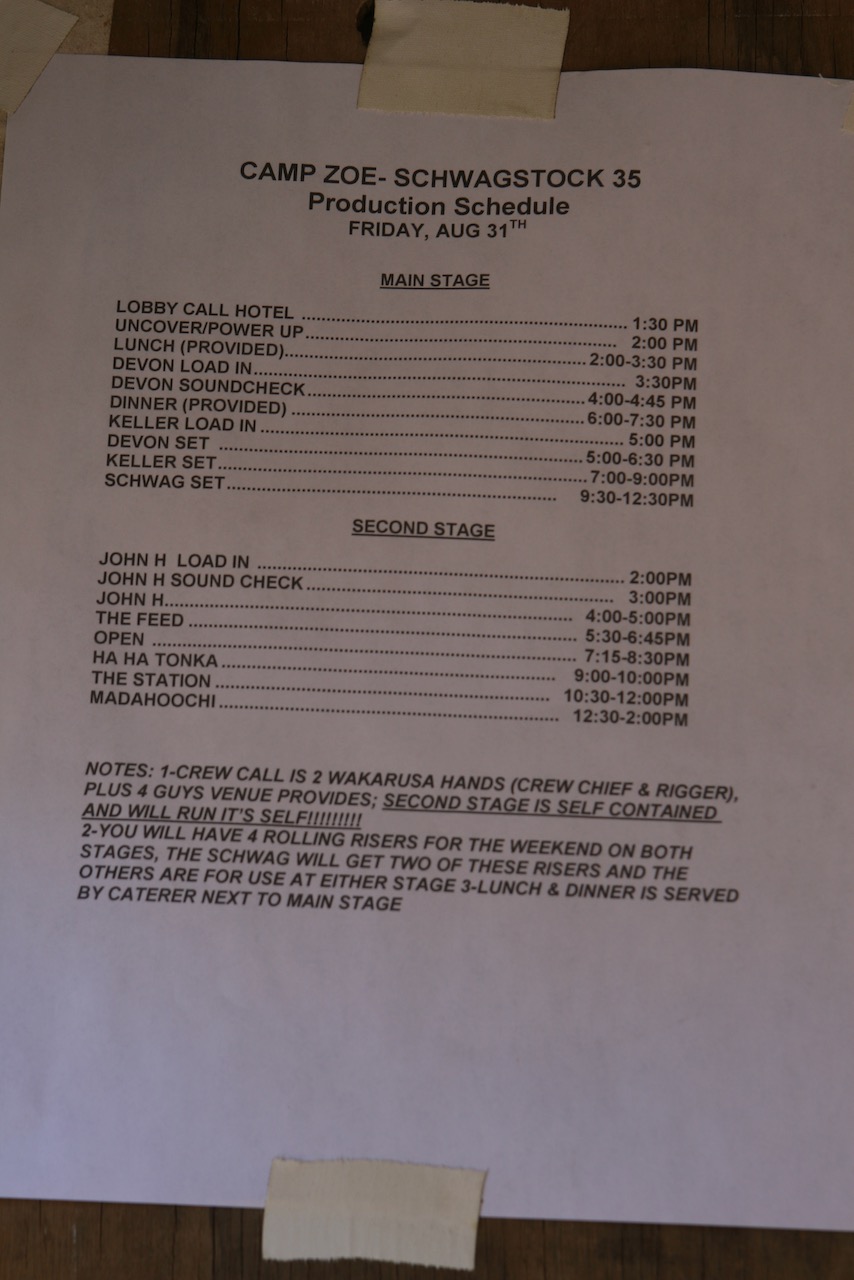 CAMP ZOE- SCHWAGSTOCK 35
Production Schedule
FRIDAY, AUG 31TH
MAIN STAGE
LOBBY CALL HOTEL ........................ 1:30 PM
UNCOVER/POWER UP........................ 2:00 PM
LUNCH (PROVIDED)........................2:00-3:30 PM
DEVON LOAD IN........................ 3:30PM
DEVON SOUNDCHECK........................4:00-4:45 PM
DINNER (PROVIDED) ........................6:00-7:30 PM
KELLER LOAD IN ........................ 5:00 PM
DEVON SET ........................5:00-6:30 PM
KELLER SET........................7:00-9:00PM
SCHWAG SET........................ 9:30-12:30PM
SECOND STAGE
JOHN H LOAD IN ........................ 2:00PM
JOHN H SOUND CHECK........................ 3:00PM
JOHN H........................ 4:00-5:00PM
THE FEED ........................ 5:30-6:45PM
OPEN ........................ 7:15-8:30PM
HA HA TONKA........................ 9:00-10:00PM
THE STATION ........................ 10:30-12:00PM
MADAHOOCHI........................ 12:30-2:00PM
NOTES: 1-CREW CALL IS 2 WAKARUSA HANDS (CREW CHIEF & RIGGER),
PLUS 4 GUYS VENUE PROVIDES; SECOND STAGE IS SELF CONTAINED
AND WILL RUN IT'S SELF!!!!!!!!!
2-YOU WILL HAVE 4 ROLLING RISERS FOR THE WEEKEND ON BOTH
STAGES, THE SCHWAG WILL GET TWO OF THESE RISERS AND THE
OTHERS ARE FOR USE AT EITHER STAGE 3-LUNCH & DINNER IS SERVED
BY CATERER NEXT TO MAIN STAGE